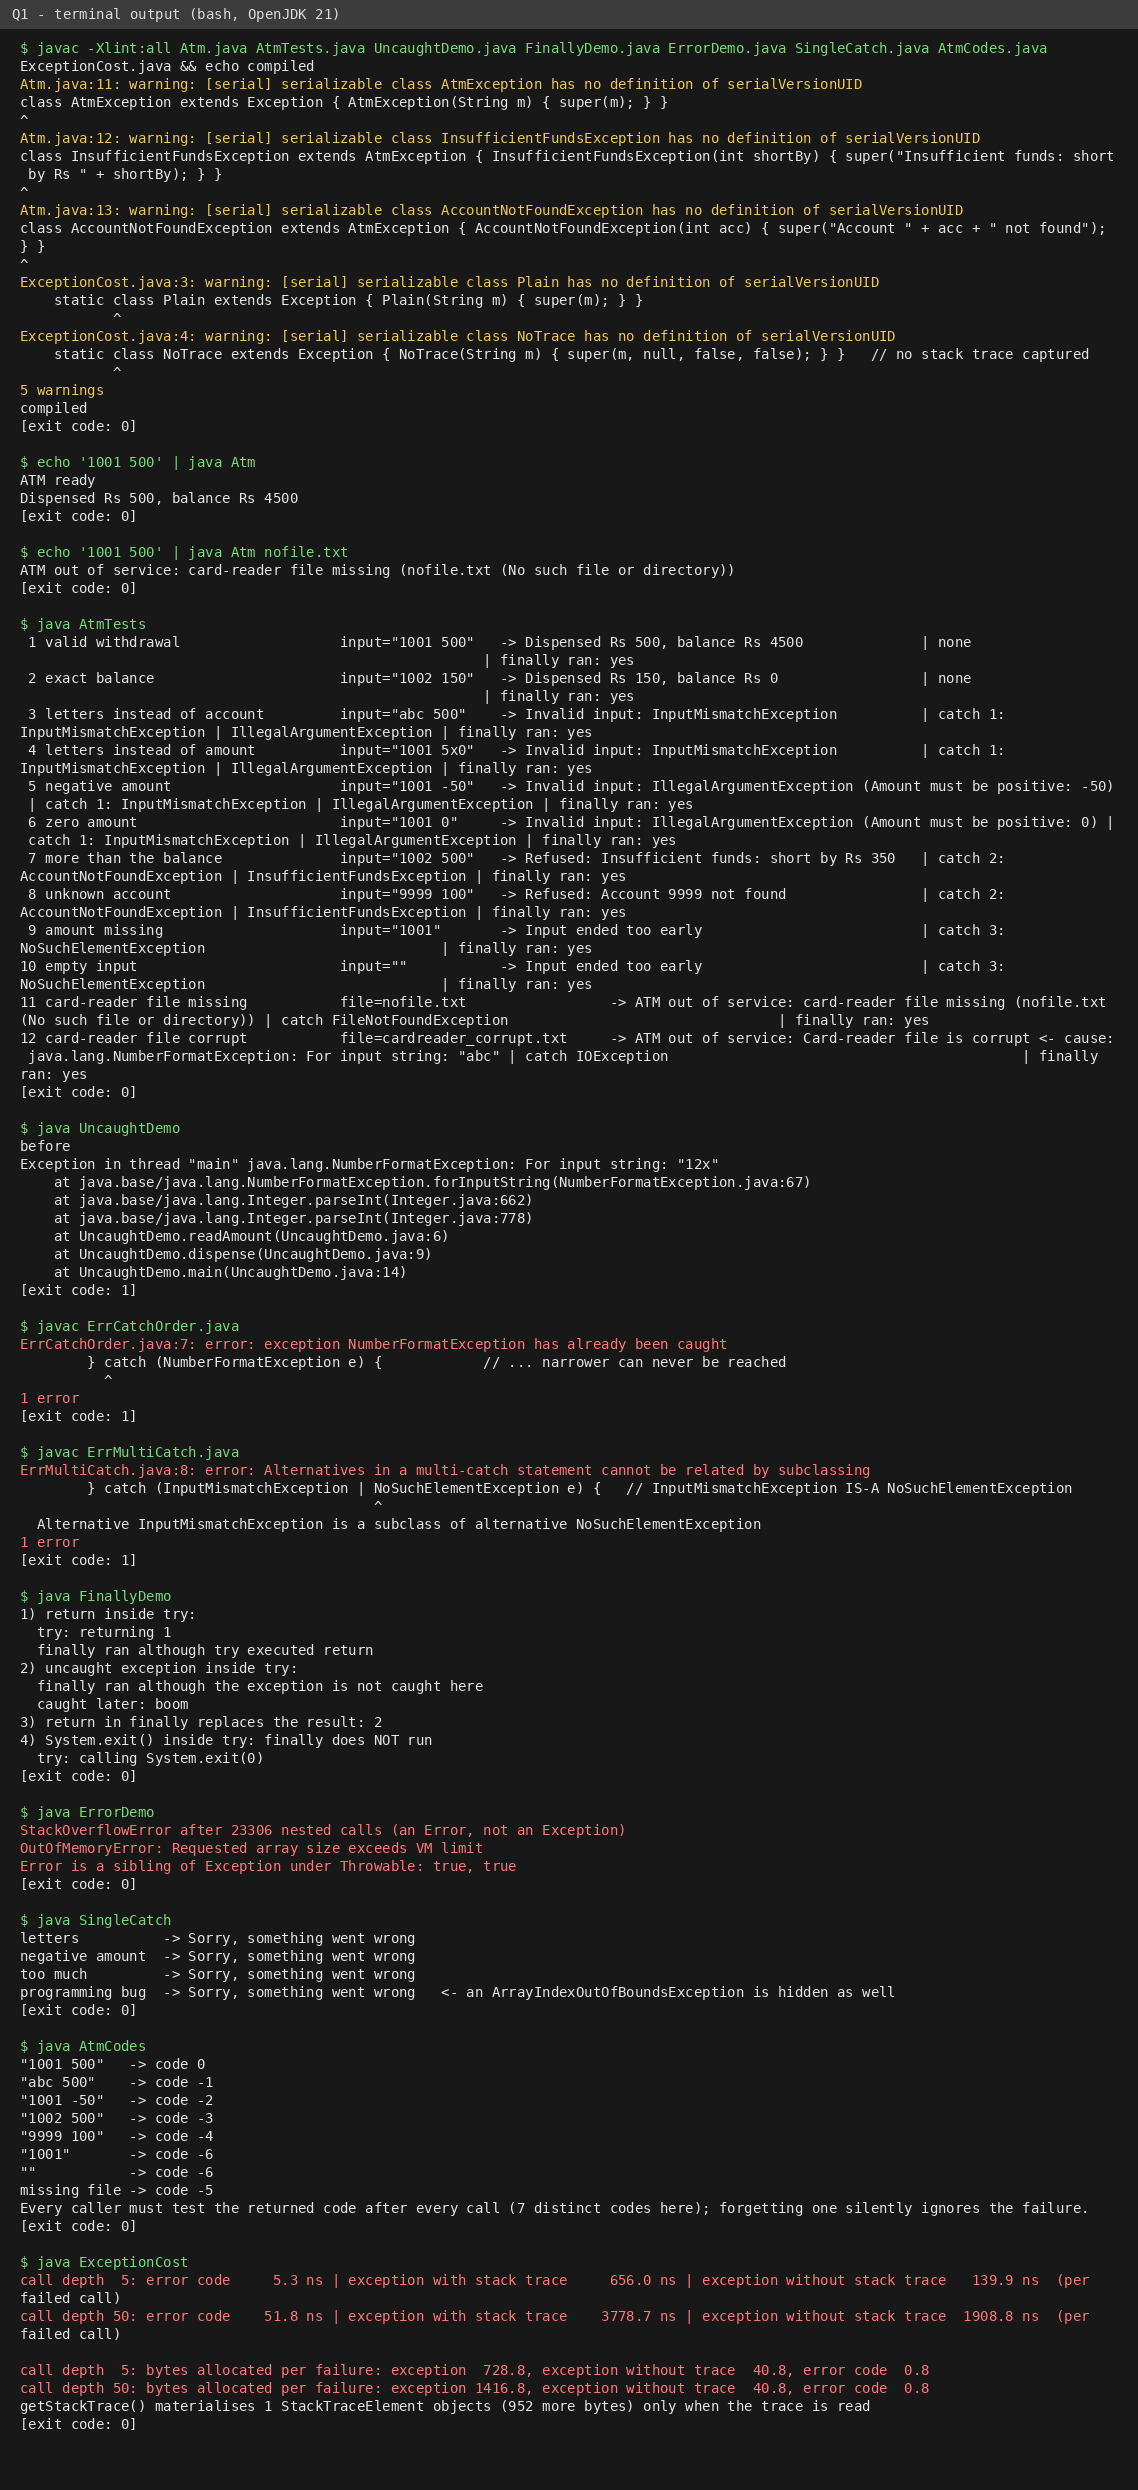 Q1 - terminal output (bash, OpenJDK 21)
$ javac -Xlint:all Atm.java AtmTests.java UncaughtDemo.java FinallyDemo.java ErrorDemo.java SingleCatch.java AtmCodes.java
ExceptionCost.java && echo compiled
Atm.java:11: warning: [serial] serializable class AtmException has no definition of serialVersionUID
class AtmException extends Exception { AtmException(String m) { super(m); } }
^
Atm.java:12: warning: [serial] serializable class InsufficientFundsException has no definition of serialVersionUID
class InsufficientFundsException extends AtmException { InsufficientFundsException(int shortBy) { super("Insufficient funds: short
 by Rs " + shortBy); } }
^
Atm.java:13: warning: [serial] serializable class AccountNotFoundException has no definition of serialVersionUID
class AccountNotFoundException extends AtmException { AccountNotFoundException(int acc) { super("Account " + acc + " not found");
} }
^
ExceptionCost.java:3: warning: [serial] serializable class Plain has no definition of serialVersionUID
    static class Plain extends Exception { Plain(String m) { super(m); } }
           ^
ExceptionCost.java:4: warning: [serial] serializable class NoTrace has no definition of serialVersionUID
    static class NoTrace extends Exception { NoTrace(String m) { super(m, null, false, false); } }   // no stack trace captured
           ^
5 warnings
compiled
[exit code: 0]

$ echo '1001 500' | java Atm
ATM ready
Dispensed Rs 500, balance Rs 4500
[exit code: 0]

$ echo '1001 500' | java Atm nofile.txt
ATM out of service: card-reader file missing (nofile.txt (No such file or directory))
[exit code: 0]

$ java AtmTests
 1 valid withdrawal                   input="1001 500"   -> Dispensed Rs 500, balance Rs 4500              | none
                                                       | finally ran: yes
 2 exact balance                      input="1002 150"   -> Dispensed Rs 150, balance Rs 0                 | none
                                                       | finally ran: yes
 3 letters instead of account         input="abc 500"    -> Invalid input: InputMismatchException          | catch 1:
InputMismatchException | IllegalArgumentException | finally ran: yes
 4 letters instead of amount          input="1001 5x0"   -> Invalid input: InputMismatchException          | catch 1:
InputMismatchException | IllegalArgumentException | finally ran: yes
 5 negative amount                    input="1001 -50"   -> Invalid input: IllegalArgumentException (Amount must be positive: -50)
 | catch 1: InputMismatchException | IllegalArgumentException | finally ran: yes
 6 zero amount                        input="1001 0"     -> Invalid input: IllegalArgumentException (Amount must be positive: 0) |
 catch 1: InputMismatchException | IllegalArgumentException | finally ran: yes
 7 more than the balance              input="1002 500"   -> Refused: Insufficient funds: short by Rs 350   | catch 2:
AccountNotFoundException | InsufficientFundsException | finally ran: yes
 8 unknown account                    input="9999 100"   -> Refused: Account 9999 not found                | catch 2:
AccountNotFoundException | InsufficientFundsException | finally ran: yes
 9 amount missing                     input="1001"       -> Input ended too early                          | catch 3:
NoSuchElementException                            | finally ran: yes
10 empty input                        input=""           -> Input ended too early                          | catch 3:
NoSuchElementException                            | finally ran: yes
11 card-reader file missing           file=nofile.txt                 -> ATM out of service: card-reader file missing (nofile.txt
(No such file or directory)) | catch FileNotFoundException                                | finally ran: yes
12 card-reader file corrupt           file=cardreader_corrupt.txt     -> ATM out of service: Card-reader file is corrupt <- cause:
 java.lang.NumberFormatException: For input string: "abc" | catch IOException                                          | finally
ran: yes
[exit code: 0]

$ java UncaughtDemo
before
Exception in thread "main" java.lang.NumberFormatException: For input string: "12x"
    at java.base/java.lang.NumberFormatException.forInputString(NumberFormatException.java:67)
    at java.base/java.lang.Integer.parseInt(Integer.java:662)
    at java.base/java.lang.Integer.parseInt(Integer.java:778)
    at UncaughtDemo.readAmount(UncaughtDemo.java:6)
    at UncaughtDemo.dispense(UncaughtDemo.java:9)
    at UncaughtDemo.main(UncaughtDemo.java:14)
[exit code: 1]

$ javac ErrCatchOrder.java
ErrCatchOrder.java:7: error: exception NumberFormatException has already been caught
        } catch (NumberFormatException e) {            // ... narrower can never be reached
          ^
1 error
[exit code: 1]

$ javac ErrMultiCatch.java
ErrMultiCatch.java:8: error: Alternatives in a multi-catch statement cannot be related by subclassing
        } catch (InputMismatchException | NoSuchElementException e) {   // InputMismatchException IS-A NoSuchElementException
                                          ^
  Alternative InputMismatchException is a subclass of alternative NoSuchElementException
1 error
[exit code: 1]

$ java FinallyDemo
1) return inside try:
  try: returning 1
  finally ran although try executed return
2) uncaught exception inside try:
  finally ran although the exception is not caught here
  caught later: boom
3) return in finally replaces the result: 2
4) System.exit() inside try: finally does NOT run
  try: calling System.exit(0)
[exit code: 0]

$ java ErrorDemo
StackOverflowError after 23306 nested calls (an Error, not an Exception)
OutOfMemoryError: Requested array size exceeds VM limit
Error is a sibling of Exception under Throwable: true, true
[exit code: 0]

$ java SingleCatch
letters          -> Sorry, something went wrong
negative amount  -> Sorry, something went wrong
too much         -> Sorry, something went wrong
programming bug  -> Sorry, something went wrong   <- an ArrayIndexOutOfBoundsException is hidden as well
[exit code: 0]

$ java AtmCodes
"1001 500"   -> code 0
"abc 500"    -> code -1
"1001 -50"   -> code -2
"1002 500"   -> code -3
"9999 100"   -> code -4
"1001"       -> code -6
""           -> code -6
missing file -> code -5
Every caller must test the returned code after every call (7 distinct codes here); forgetting one silently ignores the failure.
[exit code: 0]

$ java ExceptionCost
call depth  5: error code     5.3 ns | exception with stack trace     656.0 ns | exception without stack trace   139.9 ns  (per
failed call)
call depth 50: error code    51.8 ns | exception with stack trace    3778.7 ns | exception without stack trace  1908.8 ns  (per
failed call)

call depth  5: bytes allocated per failure: exception  728.8, exception without trace  40.8, error code  0.8
call depth 50: bytes allocated per failure: exception 1416.8, exception without trace  40.8, error code  0.8
getStackTrace() materialises 1 StackTraceElement objects (952 more bytes) only when the trace is read
[exit code: 0]